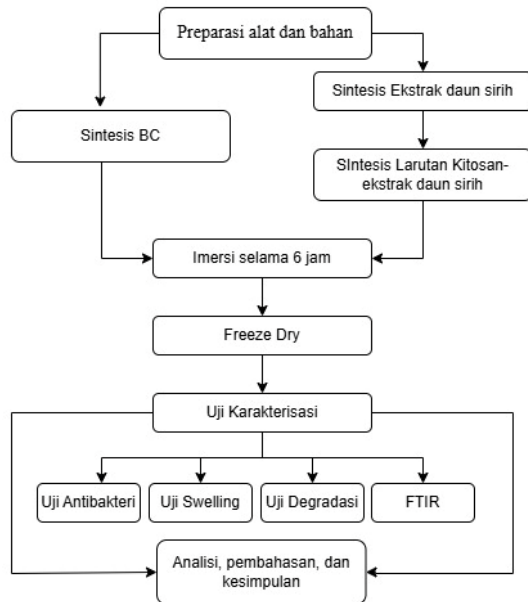 Preparasi alat dan bahan
Sintesis Ekstrak daun sirih
Sintesis BC
SIntesis Larutan Kitosan-
ekstrak daun sirih
Imersi selama 6 jam
Freeze Dry
Uji Karakterisasi
Uji Antibakteri
Uji Swelling
Uji Degradasi
FTIR
Analisi, pembahasan, dan
kesimpulan